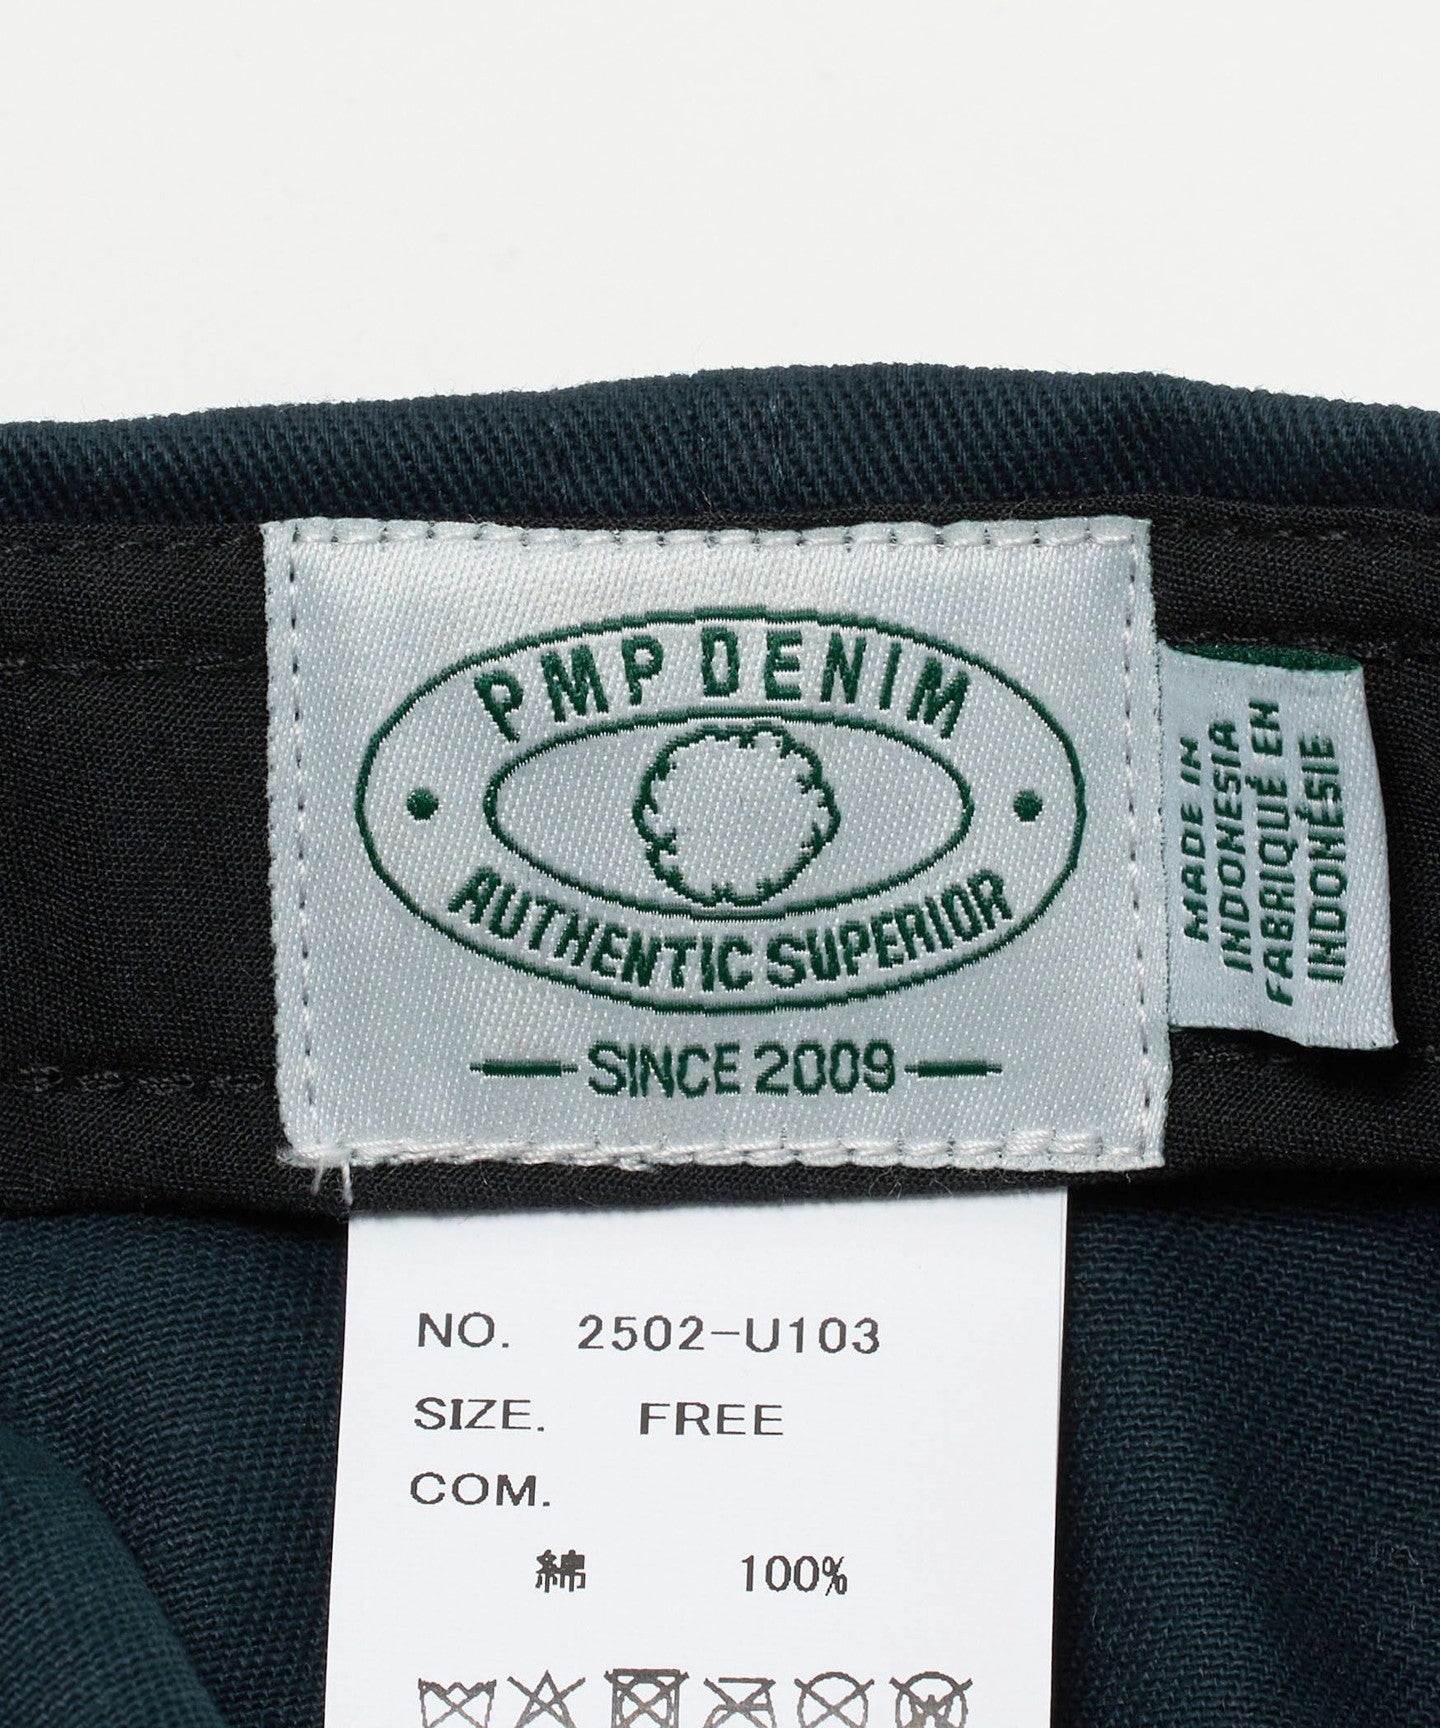 PMP DENIM
AUTHENTIC SUPERIOR
SINCE 2009
MADE IN
INDONESIA
FABRIQUÉ EN
INDONÉSIE
NO. 2502-U103
SIZE. FREE
COM.
綿 100%